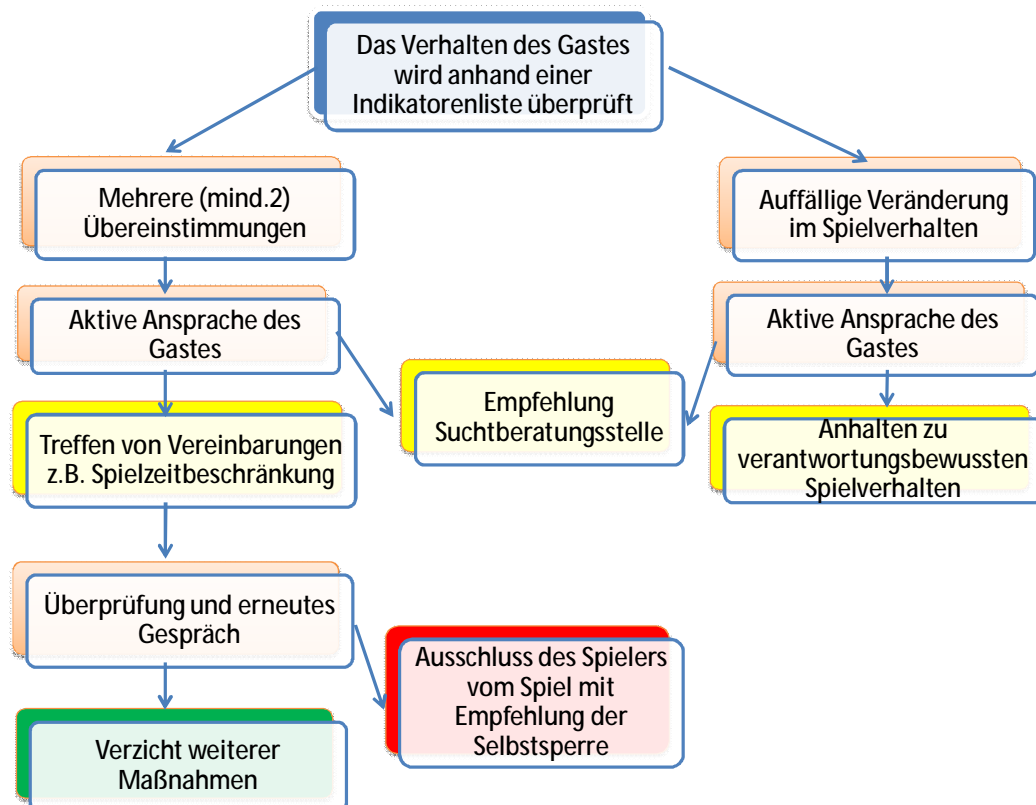 Das Verhalten des Gastes
wird anhand einer
Indikatorenliste überprüft
Mehrere (mind.2)
Übereinstimmungen
Auffällige Veränderung
im Spielverhalten
Aktive Ansprache des
Gastes
Aktive Ansprache des
Gastes
Empfehlung
Suchtberatungsstelle
Treffen von Vereinbarungen
z.B. Spielzeitbeschränkung
Anhalten zu
verantwortungsbewussten
Spielverhalten
Überprüfung und erneutes
Gespräch
Ausschluss des Spielers
vom Spiel mit
Empfehlung der
Selbstsperre
Verzicht weiterer
Maßnahmen